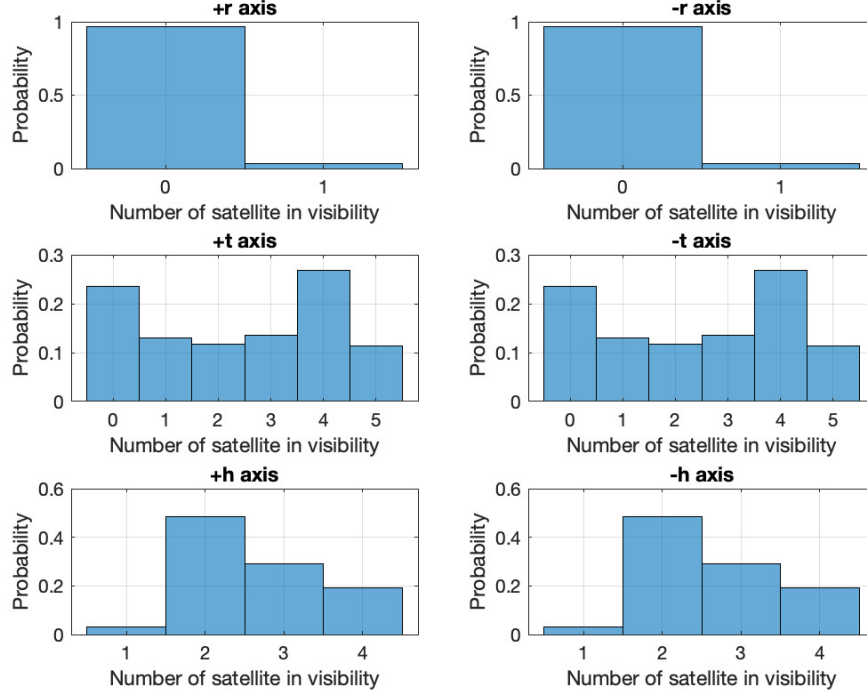 +r axis
Probability
1
0.5
0
0 1
Number of satellite in visibility
-r axis
Probability
1
0.5
0
0 1
Number of satellite in visibility
+t axis
Probability
0.3
0.2
0.1
0
0 1 2 3 4 5
Number of satellite in visibility
-t axis
Probability
0.3
0.2
0.1
0
0 1 2 3 4 5
Number of satellite in visibility
+h axis
Probability
0.6
0.4
0.2
0
1 2 3 4
Number of satellite in visibility
-h axis
Probability
0.6
0.4
0.2
0
1 2 3 4
Number of satellite in visibility